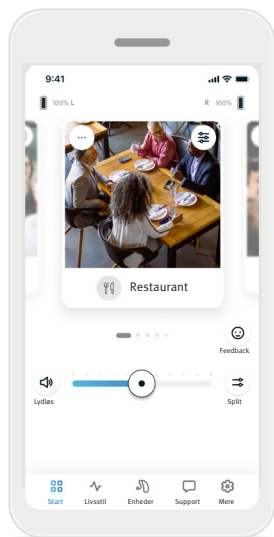 9:41
100% L
R 100%
Restaurant
Feedback
Lydløs
Split
Start Livsstil Enheder Support Mere